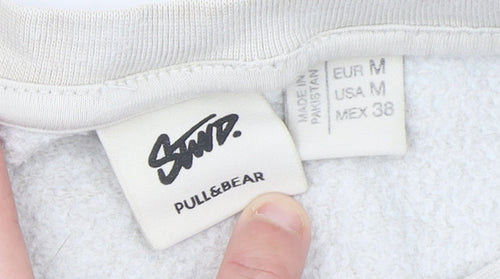 STWD.
PULL&BEAR
MADE IN
PAKISTAN
EUR M
USA M
MEX 38